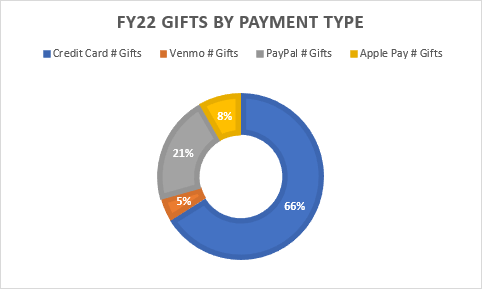 FY22 GIFTS BY PAYMENT TYPE
Credit Card # Gifts Venmo # Gifts PayPal # Gifts Apple Pay # Gifts
8%
21%
5%
66%